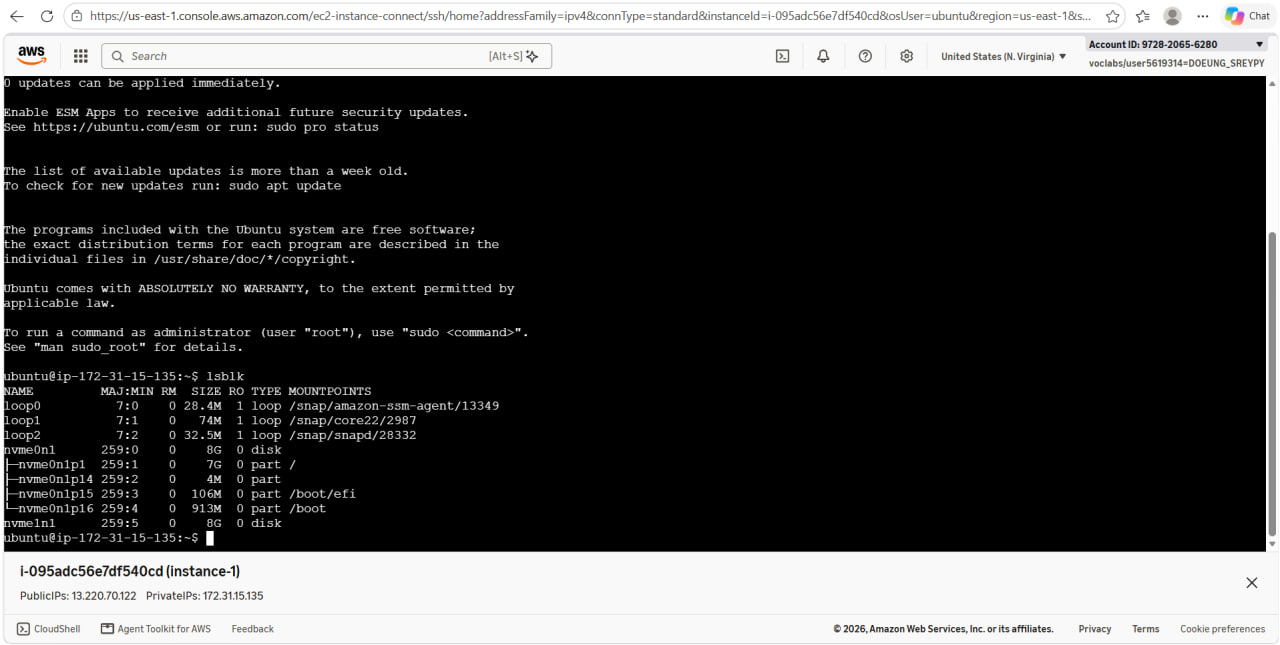 https://us-east-1.console.aws.amazon.com/ec2-instance-connect/ssh/home?addressFamily=ipv4&connType=standard&instanceId=i-095adc56e7df540cd&osUser=ubuntu&region=us-east-1&s...
Chat
aws
Search
[Alt+S]
United States (N. Virginia)
Account ID: 9728-2065-6280
voclabs/user5619314=DOEUNG_SREYPY
0 updates can be applied immediately.
Enable ESM Apps to receive additional future security updates.
See https://ubuntu.com/esm or run: sudo pro status
The list of available updates is more than a week old.
To check for new updates run: sudo apt update
The programs included with the Ubuntu system are free software;
the exact distribution terms for each program are described in the
individual files in /usr/share/doc/*/copyright.
Ubuntu comes with ABSOLUTELY NO WARRANTY, to the extent permitted by
applicable law.
To run a command as administrator (user "root"), use "sudo <command>".
See "man sudo_root" for details.
ubuntu@ip-172-31-15-135:~$ lsblk
NAME         MAJ:MIN RM  SIZE RO TYPE MOUNTPOINTS
loop0          7:0    0 28.4M  1 loop /snap/amazon-ssm-agent/13349
loop1          7:1    0   74M  1 loop /snap/core22/2987
loop2          7:2    0 32.5M  1 loop /snap/snapd/28332
nvme0n1      259:0    0    8G  0 disk
├─nvme0n1p1  259:1    0    7G  0 part /
├─nvme0n1p14 259:2    0    4M  0 part
├─nvme0n1p15 259:3    0  106M  0 part /boot/efi
└─nvme0n1p16 259:4    0  913M  0 part /boot
nvme1n1      259:5    0    8G  0 disk
ubuntu@ip-172-31-15-135:~$
i-095adc56e7df540cd (instance-1)
PublicIPs: 13.220.70.122   PrivateIPs: 172.31.15.135
CloudShell
Agent Toolkit for AWS
Feedback
© 2026, Amazon Web Services, Inc. or its affiliates.
Privacy
Terms
Cookie preferences